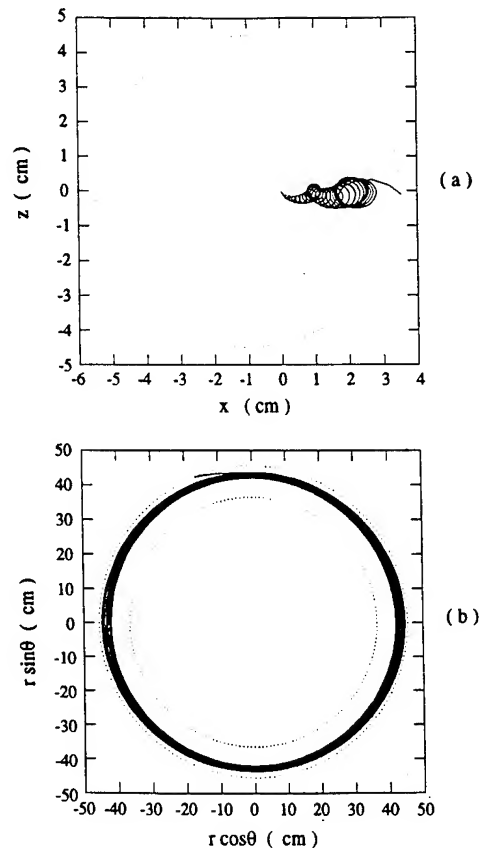 5
4
3
2
1
0
-1
-2
-3
-4
5
z ( cm )
-6 -5 -4 -3 -2 -1 0 1 2 3 4
x ( cm )
( a )
50
40
30
20
10
0
-10
-20
-30
-40
-50
r sinθ ( cm )
-50 -40 -30 -20 -10 0 10 20 30 40 50
r cosθ ( cm )
( b )